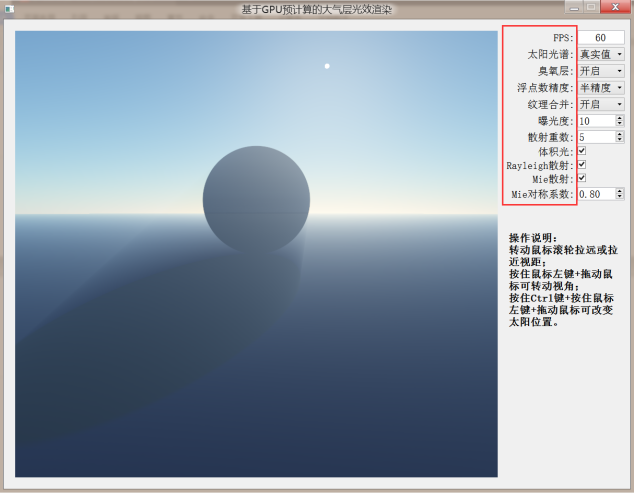 基于GPU预计算的大气层光效渲染
FPS: 60
太阳光谱: 真实值
臭氧层: 开启
浮点数精度: 半精度
纹理合并: 开启
曝光度: 10
散射重数: 5
体积光:
Rayleigh散射:
Mie散射:
Mie对称系数: 0.80
操作说明:
转动鼠标滚轮拉远或拉
近视距;
按住鼠标左键+拖动鼠
标可转动视角;
按住Ctrl键+按住鼠标
左键+拖动鼠标可改变
太阳位置。